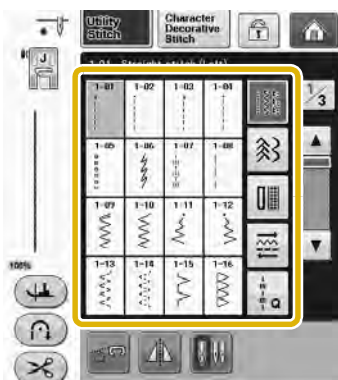 Utility
Stitch
Character
Decorative
Stitch
J
1-01 Straight stitch (Left)
1-01 1-02 1-03 1-04
1/3
1-05 1-06 1-07 1-08
1-09 1-10 1-11 1-12
100%
1-13 1-14 1-15 1-16
Q